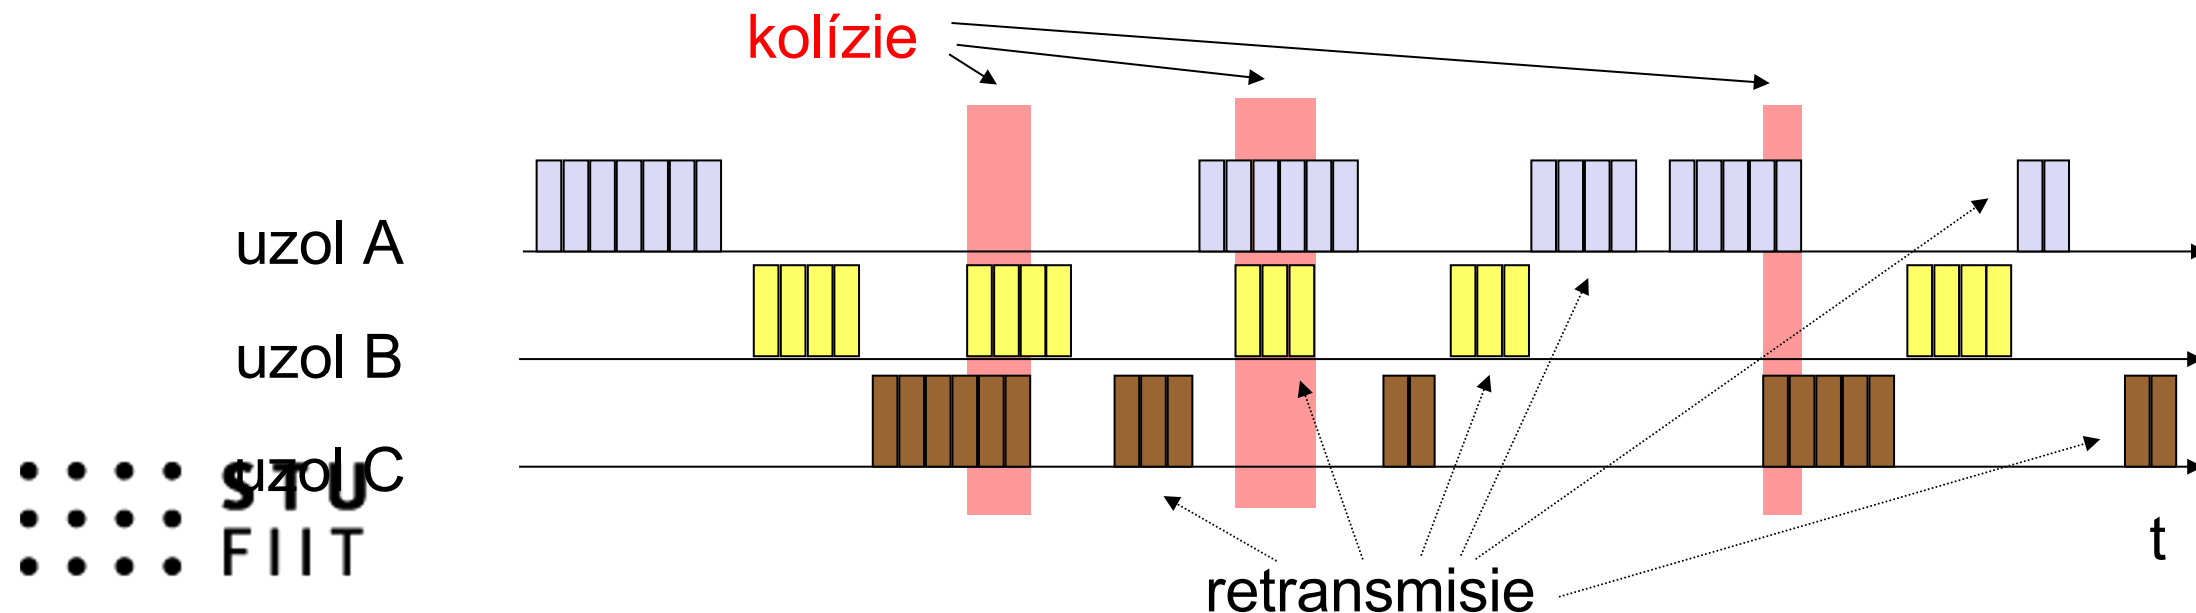 kolízie
uzol A
uzol B
uzol C
STU
FIIT
t
retransmisie